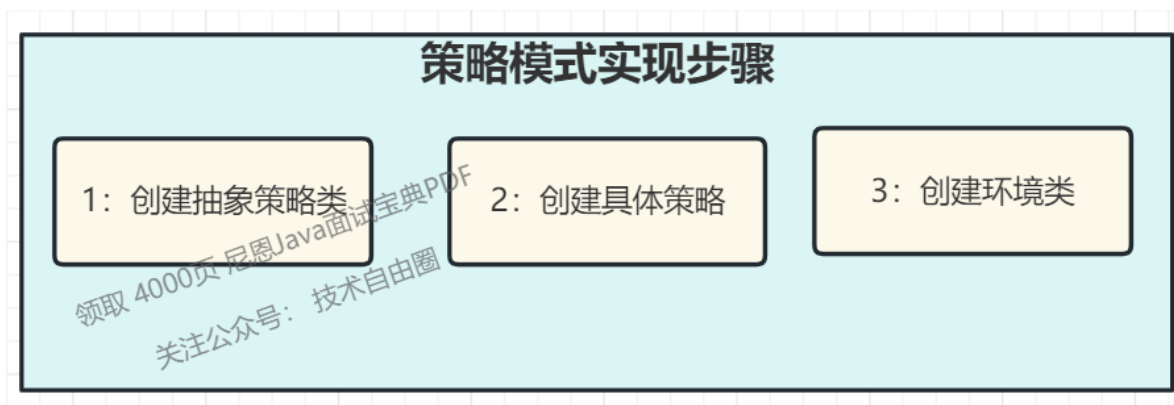 策略模式实现步骤
1：创建抽象策略类
2：创建具体策略
3：创建环境类
领取 4000页 尼恩Java面试宝典PDF
关注公众号： 技术自由圈